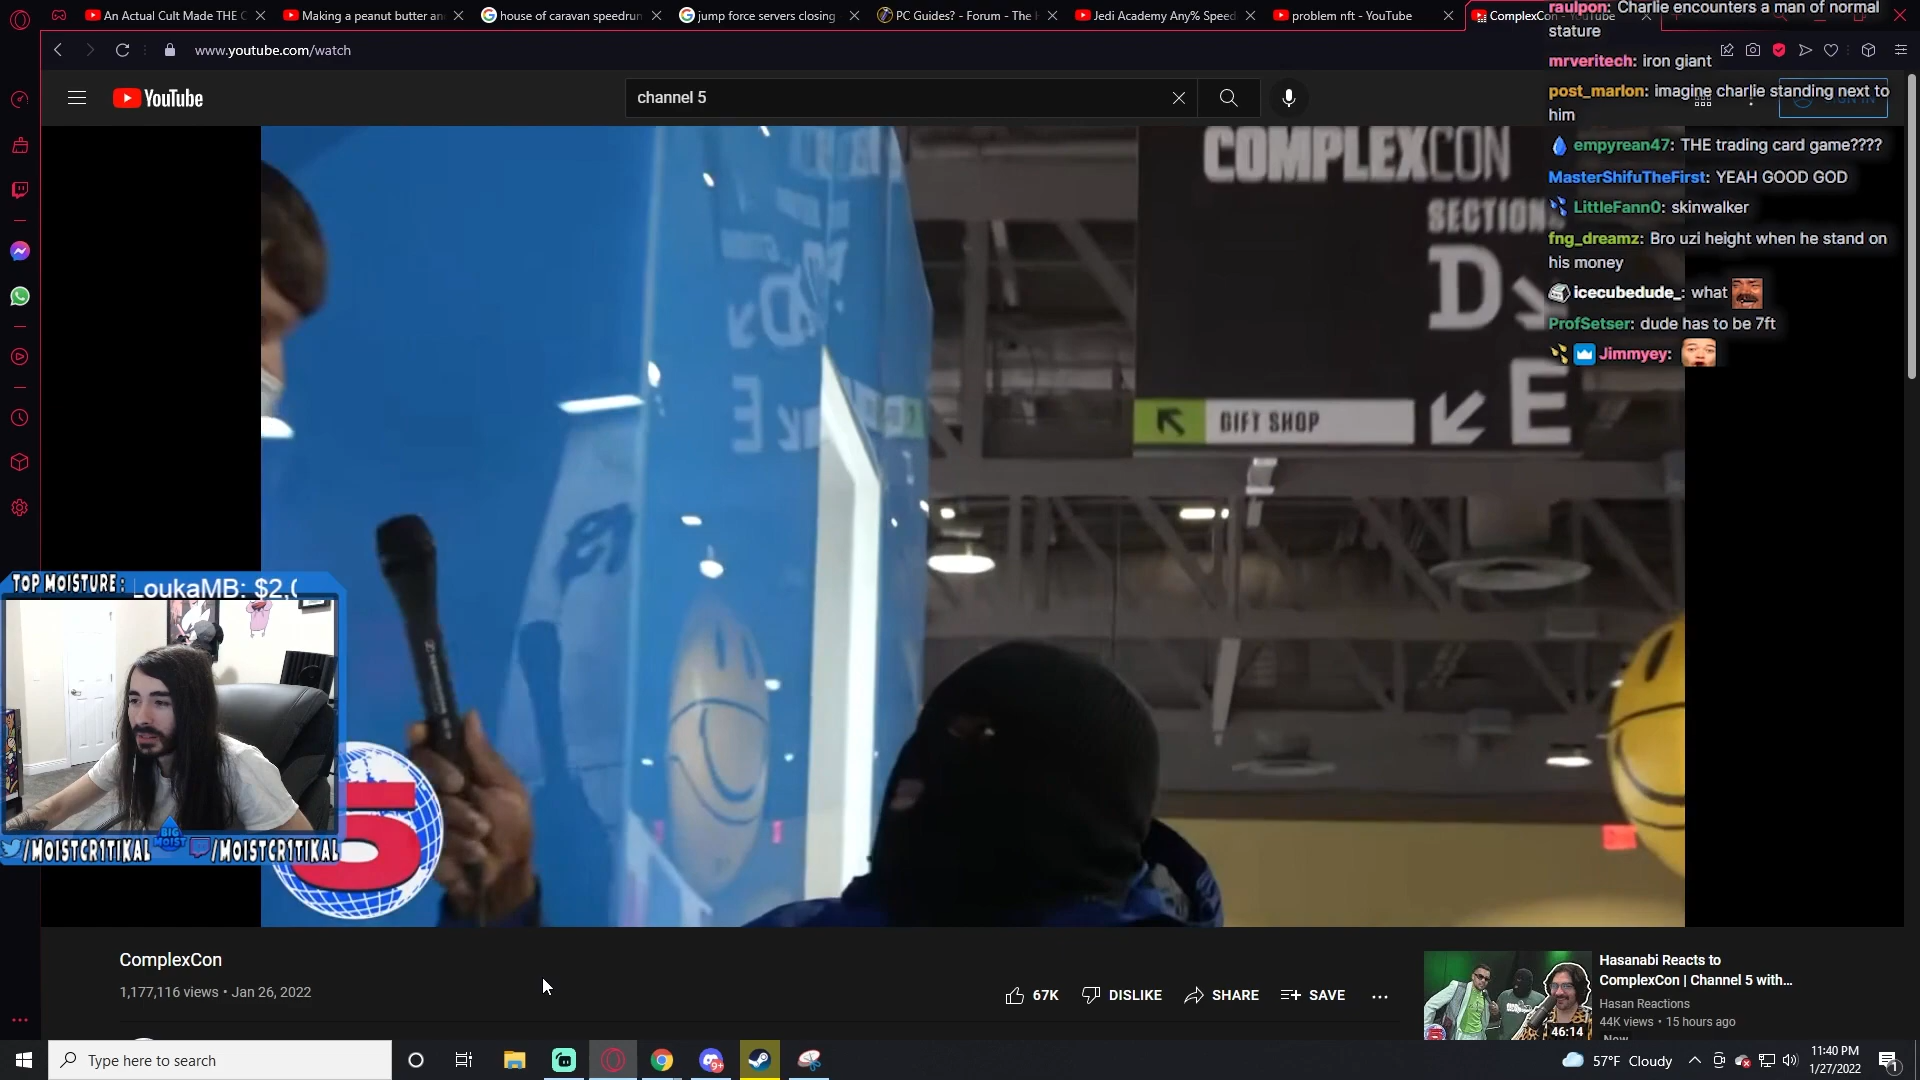 An Actual Cult Made THE C
Making a peanut butter an
house of caravan speedrun
jump force servers closing
PC Guides? - Forum - The H
Jedi Academy Any% Speed
problem nft - YouTube
ComplexCon - YouTube
www.youtube.com/watch
YouTube
channel 5
raulpon: Charlie encounters a man of normal
stature
mrveritech: iron giant
post_marlon: imagine charlie standing next to
him
empyrean47: THE trading card game????
MasterShifuTheFirst: YEAH GOOD GOD
LittleFann0: skinwalker
fng_dreamz: Bro uzi height when he stand on
his money
icecubedude_: what
ProfSetser: dude has to be 7ft
Jimmyey:
COMPLEXCON
SECTION
D
E
GIFT SHOP
TOP MOISTURE :
LoukaMB: $2,0
BIG
MOIST
/MOISTCR1TIKAL
/MOISTCR1TIKAL
5
ComplexCon
1,177,116 views • Jan 26, 2022
67K
DISLIKE
SHARE
SAVE
Hasanabi Reacts to
ComplexCon | Channel 5 with...
Hasan Reactions
44K views • 15 hours ago
46:14
Type here to search
9+
57°F Cloudy
11:40 PM
1/27/2022
1